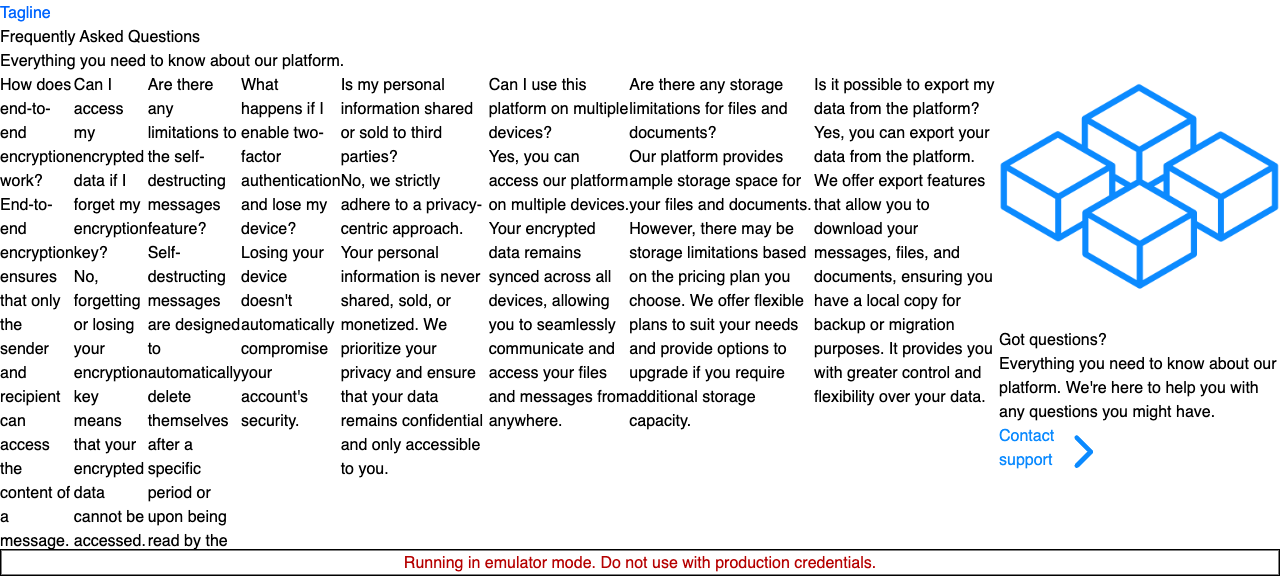 Tagline
Frequently Asked Questions
Everything you need to know about our platform.
How does
end-to-
end
encryption
work?
End-to-
end
encryption
ensures
that only
the
sender
and
recipient
can
access
the
content of
a
message.
Can I
access
my
encrypted
data if I
forget my
encryption
key?
No,
forgetting
or losing
your
encryption
key
means
that your
encrypted
data
cannot be
accessed.
Are there
any
limitations to
the self-
destructing
messages
feature?
Self-
destructing
messages
are designed
to
automatically
delete
themselves
after a
specific
period or
upon being
read by the
What
happens if I
enable two-
factor
authentication
and lose my
device?
Losing your
device
doesn't
automatically
compromise
your
account's
security.
Is my personal
information shared
or sold to third
parties?
No, we strictly
adhere to a privacy-
centric approach.
Your personal
information is never
shared, sold, or
monetized. We
prioritize your
privacy and ensure
that your data
remains confidential
and only accessible
to you.
Can I use this
platform on multiple
devices?
Yes, you can
access our platform
on multiple devices.
Your encrypted
data remains
synced across all
devices, allowing
you to seamlessly
communicate and
access your files
and messages from
anywhere.
Are there any storage
limitations for files and
documents?
Our platform provides
ample storage space for
your files and documents.
However, there may be
storage limitations based
on the pricing plan you
choose. We offer flexible
plans to suit your needs
and provide options to
upgrade if you require
additional storage
capacity.
Is it possible to export my
data from the platform?
Yes, you can export your
data from the platform.
We offer export features
that allow you to
download your
messages, files, and
documents, ensuring you
have a local copy for
backup or migration
purposes. It provides you
with greater control and
flexibility over your data.
Got questions?
Everything you need to know about our
platform. We're here to help you with
any questions you might have.
Contact
support
Running in emulator mode. Do not use with production credentials.